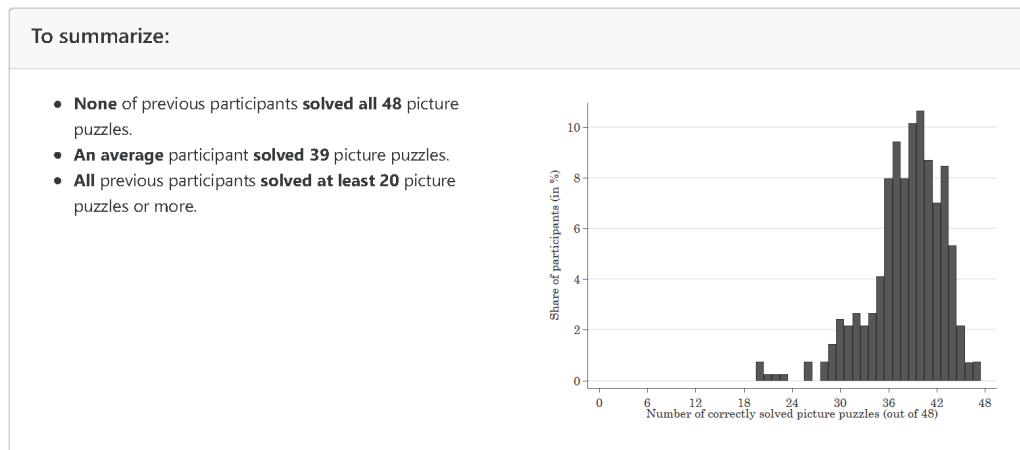 To summarize:
• None of previous participants solved all 48 picture
puzzles.
• An average participant solved 39 picture puzzles.
• All previous participants solved at least 20 picture
puzzles or more.
Share of participants (in %)
10
8
6
4
2
0
0 6 12 18 24 30 36 42 48
Number of correctly solved picture puzzles (out of 48)